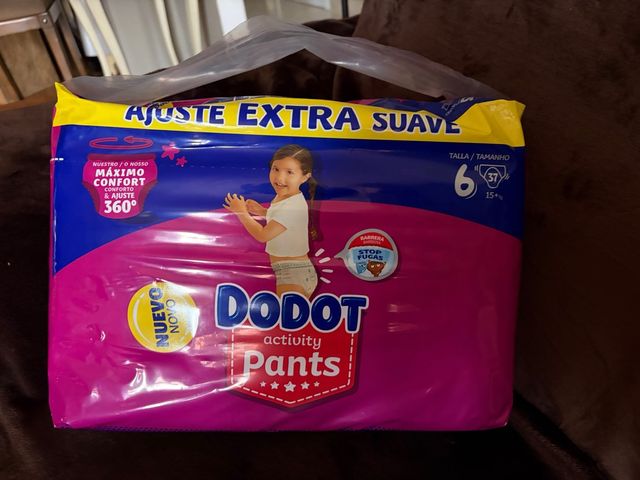 AJUSTE EXTRA SUAVE
NUESTRO / O NOSSO
MÁXIMO
CONFORT
CONFORTO
& AJUSTE
360°
TALLA / TAMANHO
6
37
15+ kg
BARRERA
STOP
FUGAS
NUEVO
NOVO
DODOT
activity
Pants